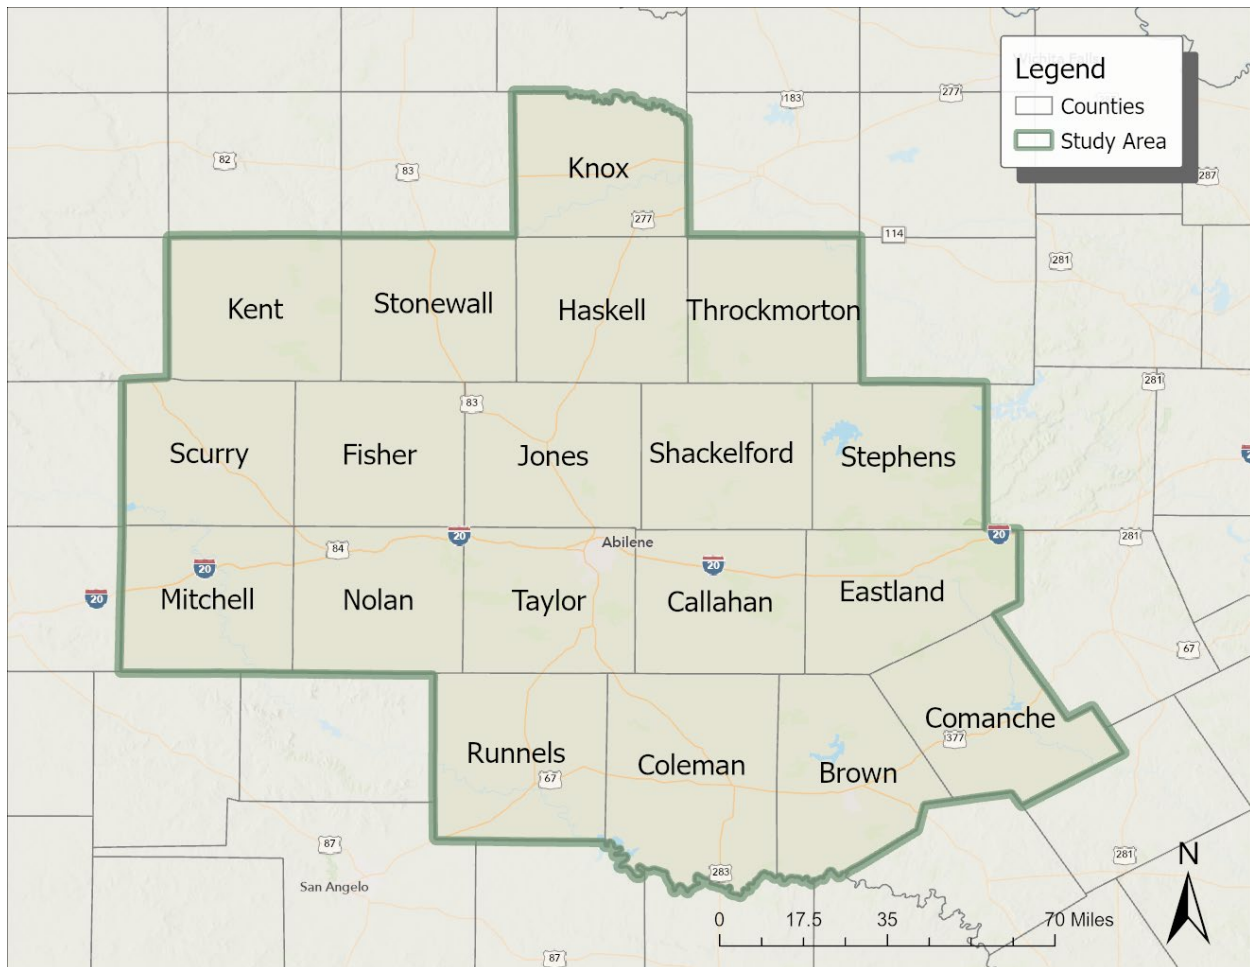 Wichita Falls
Legend
Counties
Study Area
183
277
287
82
83
Knox
277
114
281
Kent
Stonewall
Haskell
Throckmorton
281
83
Scurry
Fisher
Jones
Shackelford
Stephens
20
84
20
Abilene
20
20
281
20
Mitchell
Nolan
Taylor
Callahan
Eastland
67
Runnels
Coleman
Brown
Comanche
377
67
87
San Angelo
283
281
N
0 17.5 35 70 Miles
87